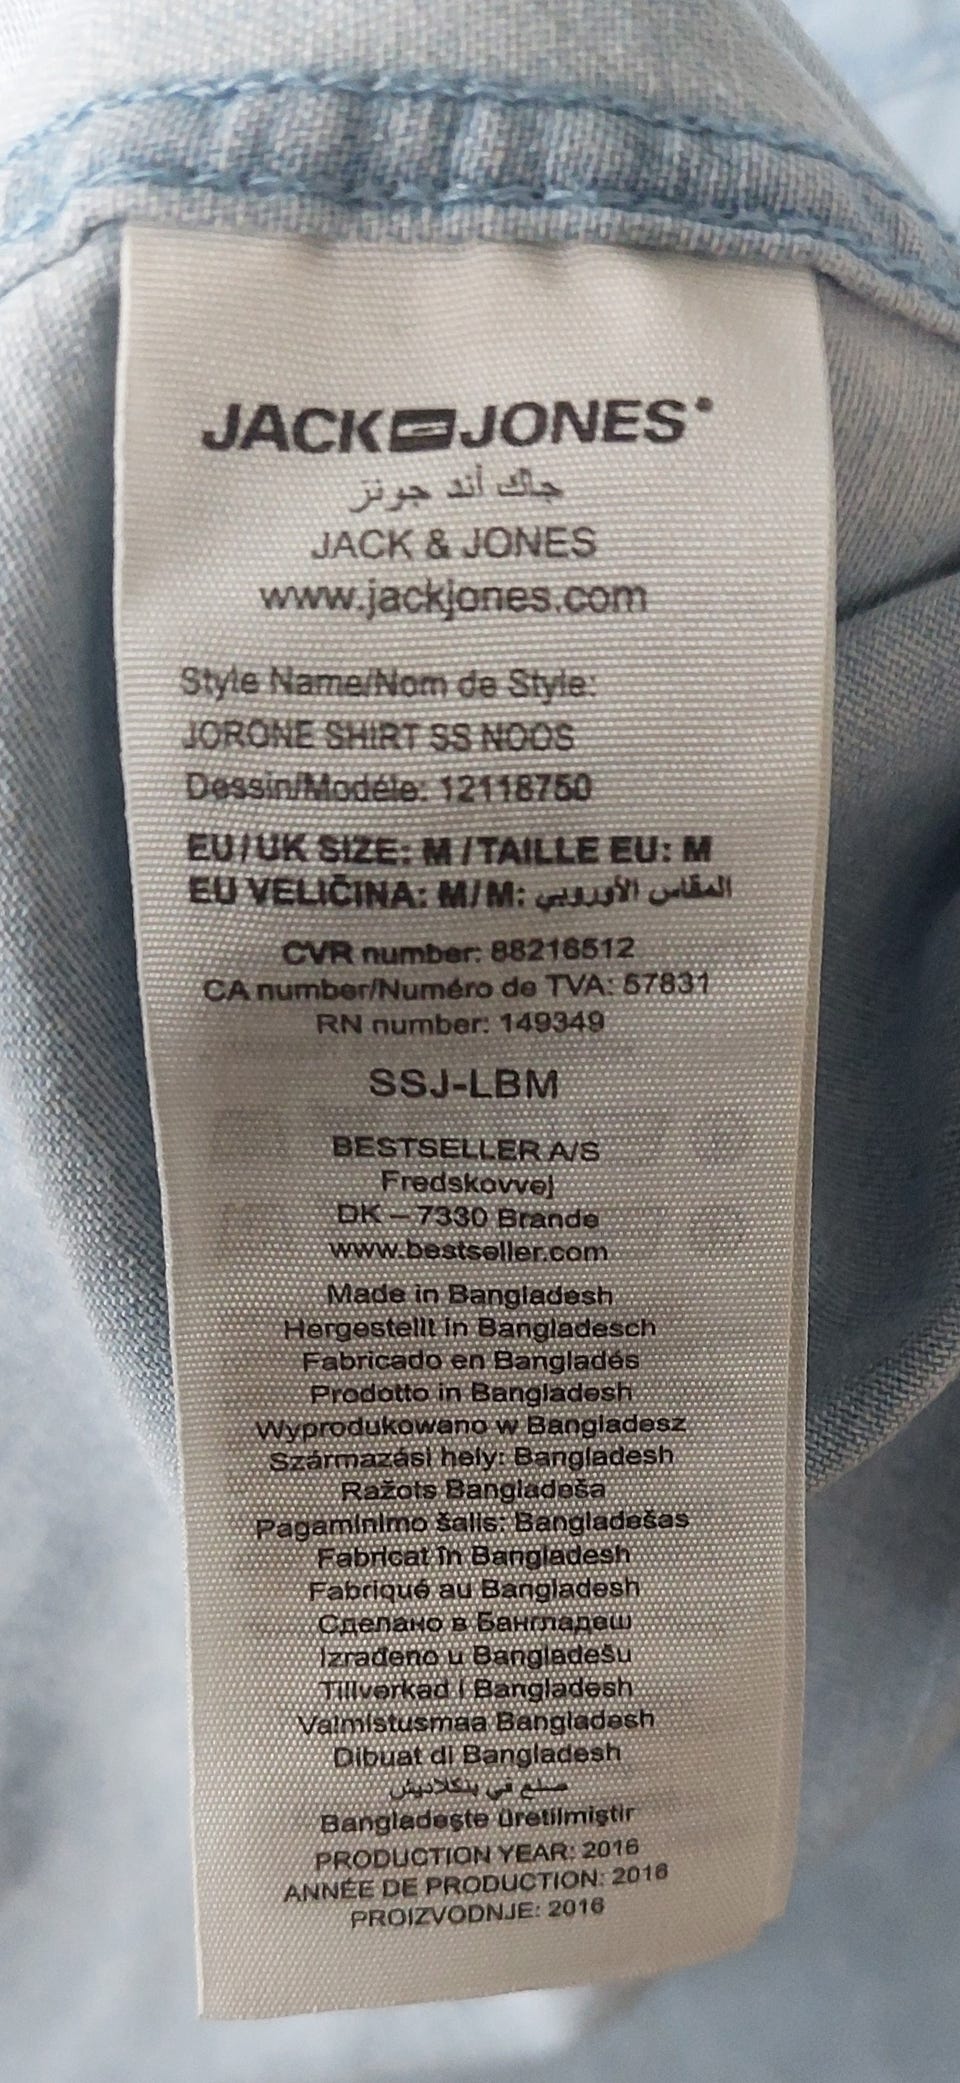 JACK JONES
جاك أند جونز
JACK & JONES
www.jackjones.com
Style Name/Nom de Style:
JORONE SHIRT SS NOOS
Dessin/Modéle: 12118750
EU/UK SIZE: M / TAILLE EU: M
EU VELIČINA: M/M: المقاس الأوروبي
CVR number: 88216512
CA number/Numéro de TVA: 57831
RN number: 149349
SSJ-LBM
BESTSELLER A/S
Fredskovvej
DK – 7330 Brande
www.bestseller.com
Made in Bangladesh
Hergestellt in Bangladesch
Fabricado en Bangladés
Prodotto in Bangladesh
Wyprodukowano w Bangladesz
Származási hely: Bangladesh
Ražots Bangladeša
Pagaminimo šalis: Bangladešas
Fabricat în Bangladesh
Fabriqué au Bangladesh
Сделано в Бангладеш
Izrađeno u Bangladešu
Tillverkad i Bangladesh
Valmistusmaa Bangladesh
Dibuat di Bangladesh
صنع في بنكلاديش
Bangladeşte üretilmiştir
PRODUCTION YEAR: 2016
ANNÉE DE PRODUCTION: 2016
PROIZVODNJE: 2016